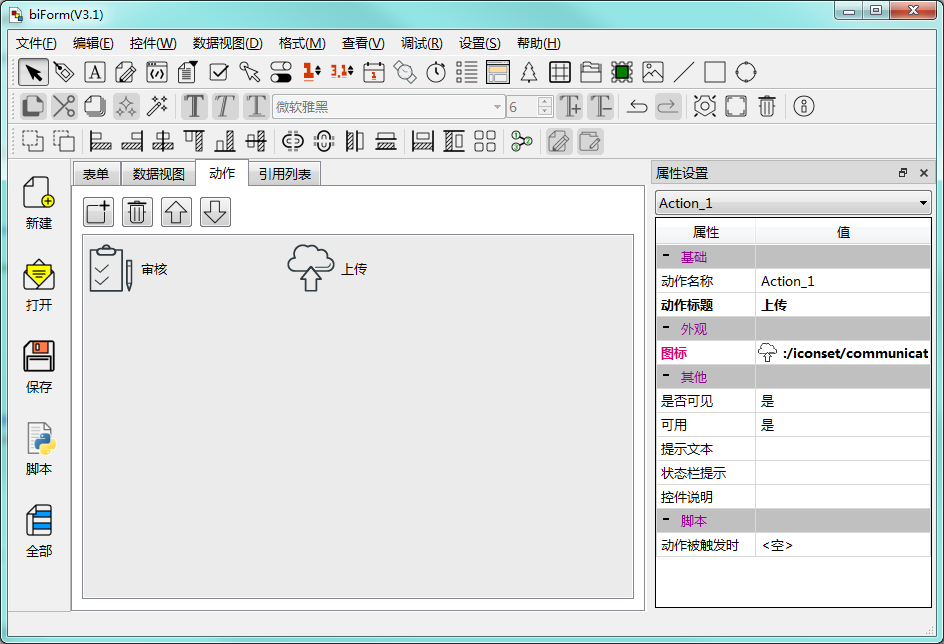 biForm(V3.1)
文件(F) 编辑(E) 控件(W) 数据视图(D) 格式(M) 查看(V) 调试(R) 设置(S) 帮助(H)
微软雅黑 6
新建
打开
保存
脚本
全部
表单 数据视图 动作 引用列表
审核 上传
属性设置
Action_1
属性 值
基础
动作名称 Action_1
动作标题 上传
外观
图标 :/iconset/communicat
其他
是否可见 是
可用 是
提示文本
状态栏提示
控件说明
脚本
动作被触发时 <空>